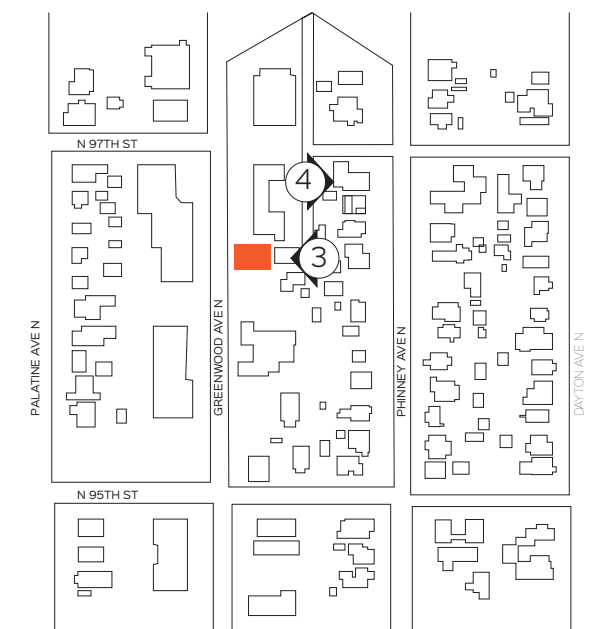 N 97TH ST
4
3
PALATINE AVE N
GREENWOOD AVE N
PHINNEY AVE N
DAYTON AVE N
N 95TH ST